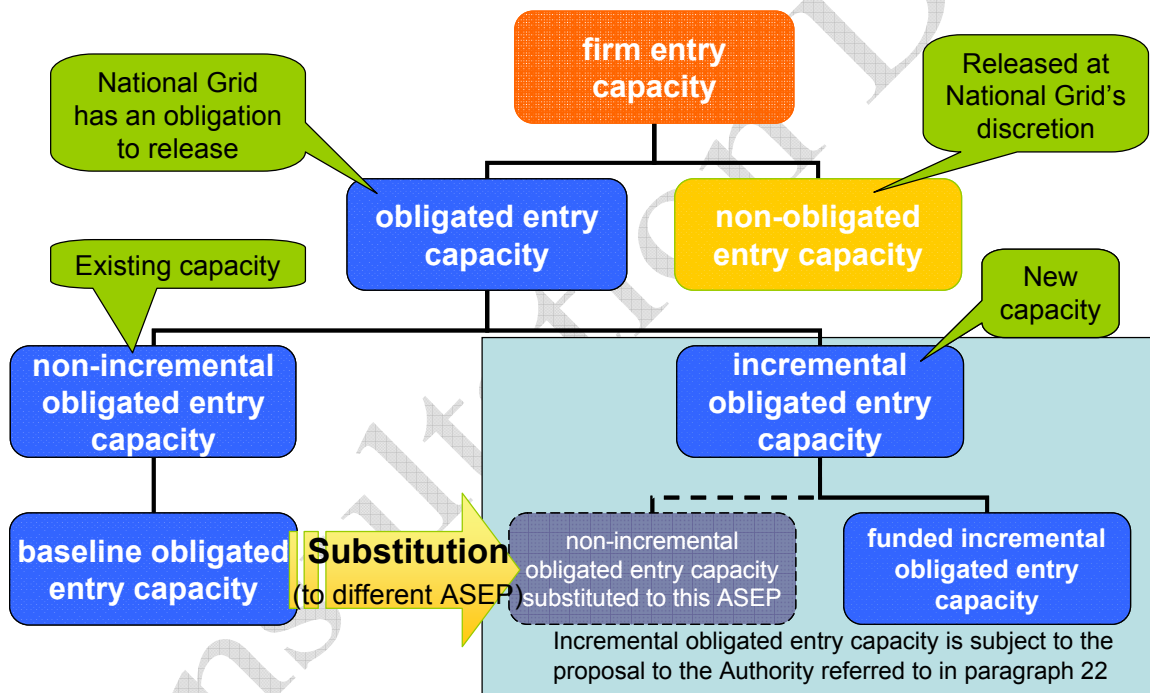 firm entry
capacity
National Grid
has an obligation
to release
Released at
National Grid’s
discretion
obligated entry
capacity
non-obligated
entry capacity
Existing capacity
New
capacity
non-incremental
obligated entry
capacity
incremental
obligated entry
capacity
baseline obligated
entry capacity
Substitution
(to different ASEP)
non-incremental
obligated entry capacity
substituted to this ASEP
funded incremental
obligated entry
capacity
Incremental obligated entry capacity is subject to the
proposal to the Authority referred to in paragraph 22